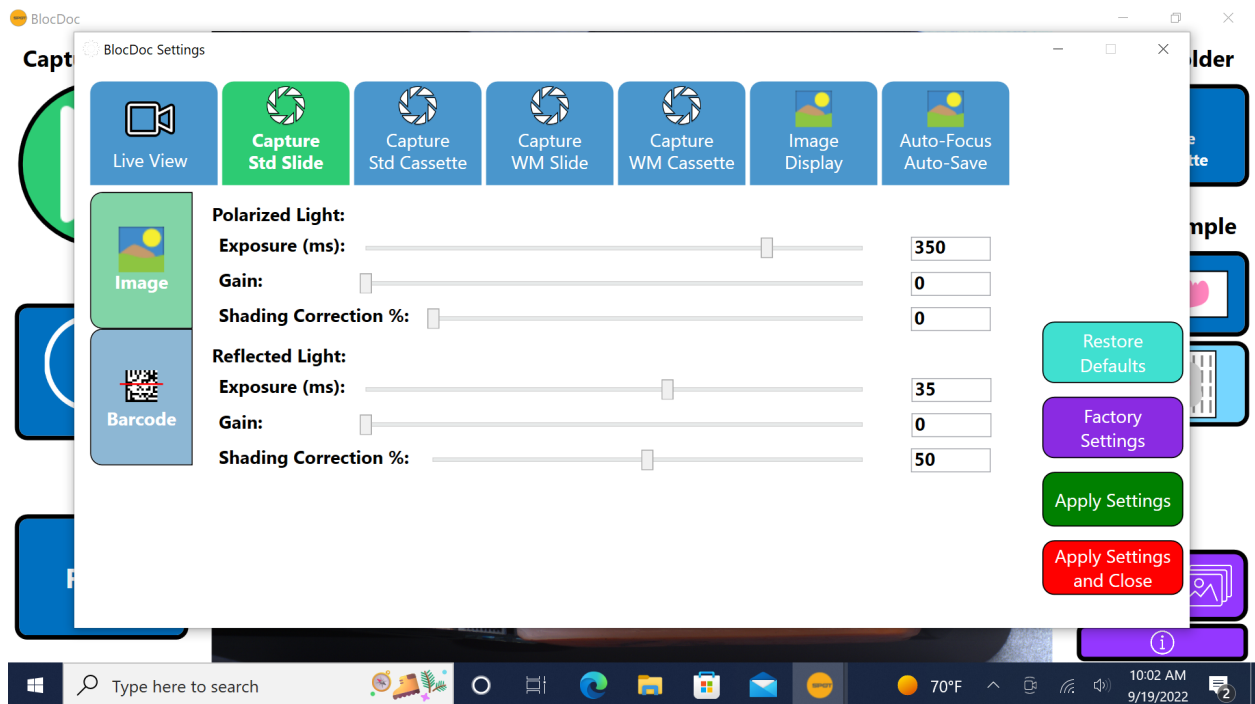 BlocDoc
BlocDoc Settings
Live View
Capture
Std Slide
Capture
Std Cassette
Capture
WM Slide
Capture
WM Cassette
Image
Display
Auto-Focus
Auto-Save
Image
Barcode
Polarized Light:
Exposure (ms): 350
Gain: 0
Shading Correction %: 0
Reflected Light:
Exposure (ms): 35
Gain: 0
Shading Correction %: 50
Restore
Defaults
Factory
Settings
Apply Settings
Apply Settings
and Close
Type here to search
SPOT
70°F
10:02 AM
9/19/2022
2